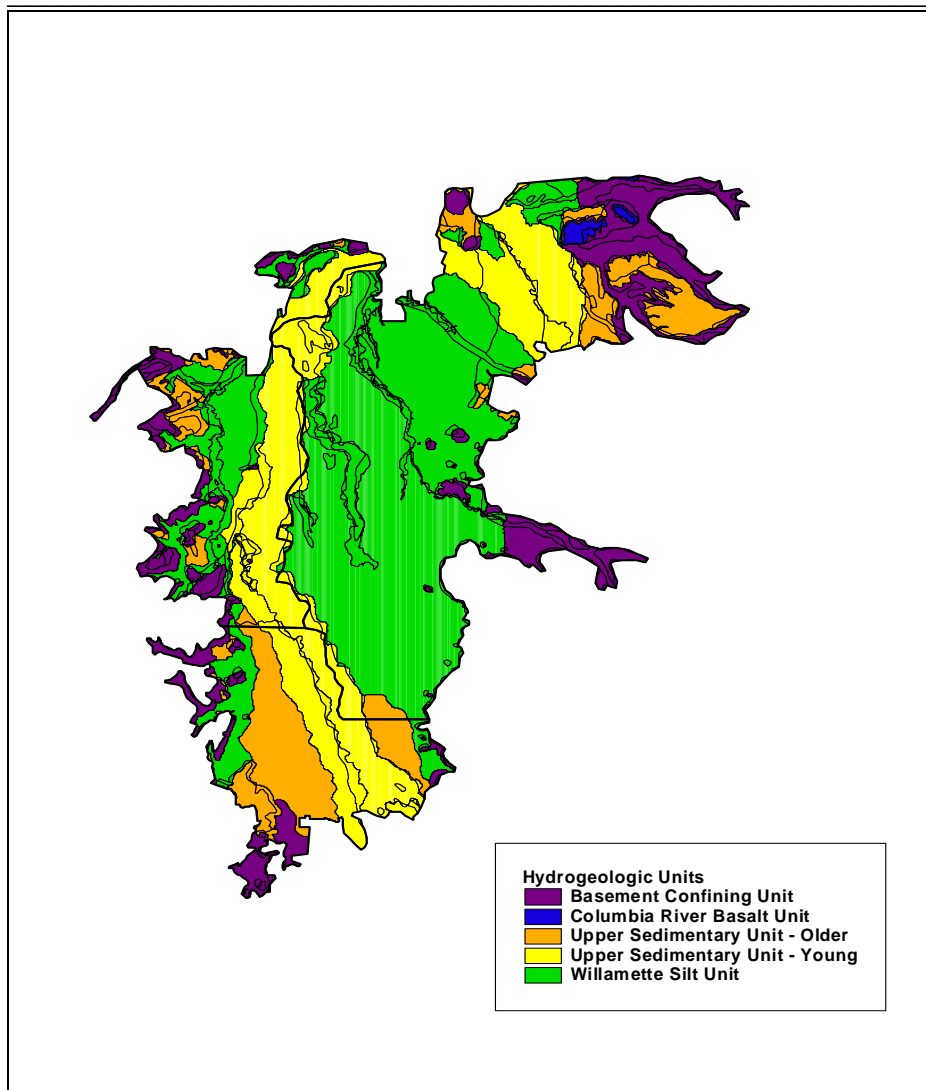 Hydrogeologic Units
Basement Confining Unit
Columbia River Basalt Unit
Upper Sedimentary Unit - Older
Upper Sedimentary Unit - Young
Willamette Silt Unit